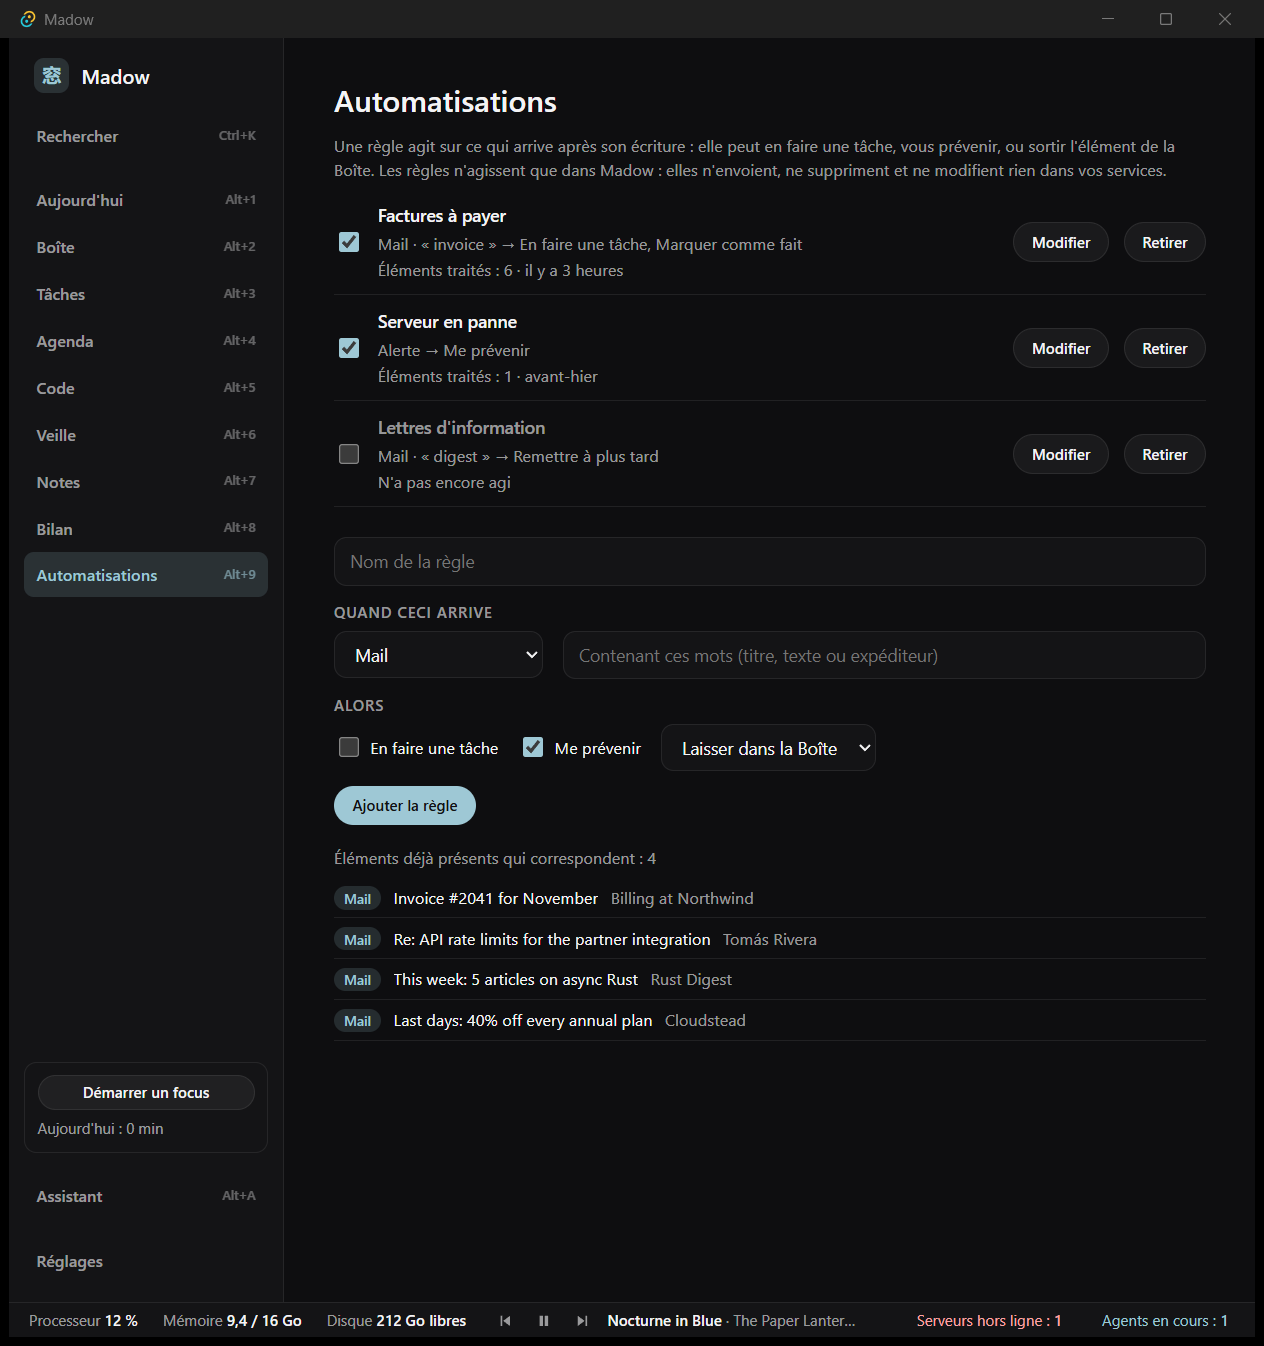 Madow
窓 Madow
Rechercher Ctrl+K
Aujourd'hui Alt+1
Boîte Alt+2
Tâches Alt+3
Agenda Alt+4
Code Alt+5
Veille Alt+6
Notes Alt+7
Bilan Alt+8
Automatisations Alt+9
Démarrer un focus
Aujourd'hui : 0 min
Assistant Alt+A
Réglages
Automatisations
Une règle agit sur ce qui arrive après son écriture : elle peut en faire une tâche, vous prévenir, ou sortir l'élément de la
Boîte. Les règles n'agissent que dans Madow : elles n'envoient, ne suppriment et ne modifient rien dans vos services.
Factures à payer
Mail · « invoice » → En faire une tâche, Marquer comme fait
Éléments traités : 6 · il y a 3 heures
Modifier Retirer
Serveur en panne
Alerte → Me prévenir
Éléments traités : 1 · avant-hier
Modifier Retirer
Lettres d'information
Mail · « digest » → Remettre à plus tard
N'a pas encore agi
Modifier Retirer
Nom de la règle
QUAND CECI ARRIVE
Mail Contenant ces mots (titre, texte ou expéditeur)
ALORS
En faire une tâche Me prévenir Laisser dans la Boîte
Ajouter la règle
Éléments déjà présents qui correspondent : 4
Mail Invoice #2041 for November Billing at Northwind
Mail Re: API rate limits for the partner integration Tomás Rivera
Mail This week: 5 articles on async Rust Rust Digest
Mail Last days: 40% off every annual plan Cloudstead
Processeur 12 % Mémoire 9,4 / 16 Go Disque 212 Go libres Nocturne in Blue · The Paper Lanter... Serveurs hors ligne : 1 Agents en cours : 1